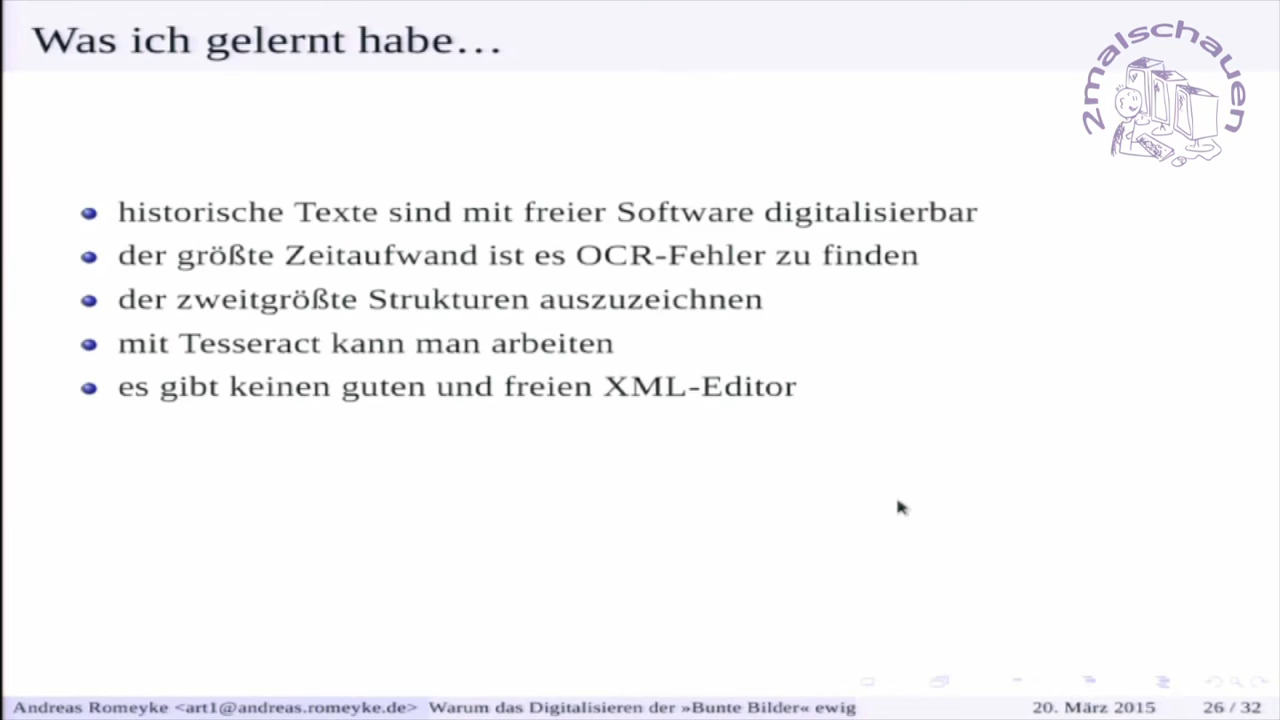 Was ich gelernt habe…
2malschauen
historische Texte sind mit freier Software digitalisierbar
der größte Zeitaufwand ist es OCR-Fehler zu finden
der zweitgrößte Strukturen auszuzeichnen
mit Tesseract kann man arbeiten
es gibt keinen guten und freien XML-Editor
Andreas Romeyke <art1@andreas.romeyke.de> Warum das Digitalisieren der »Bunte Bilder« ewig 20. März 2015 26 / 32